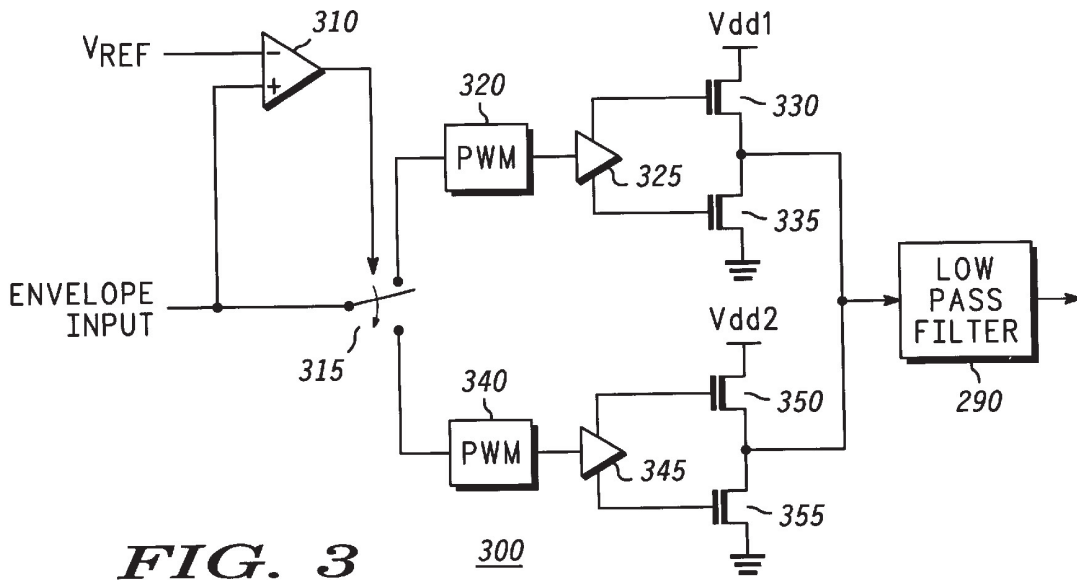 310
VREF
-
+
Vdd1
320
330
PWM
325
335
ENVELOPE
INPUT
LOW
PASS
FILTER
Vdd2
315
340
350
290
PWM
345
355
FIG. 3
300